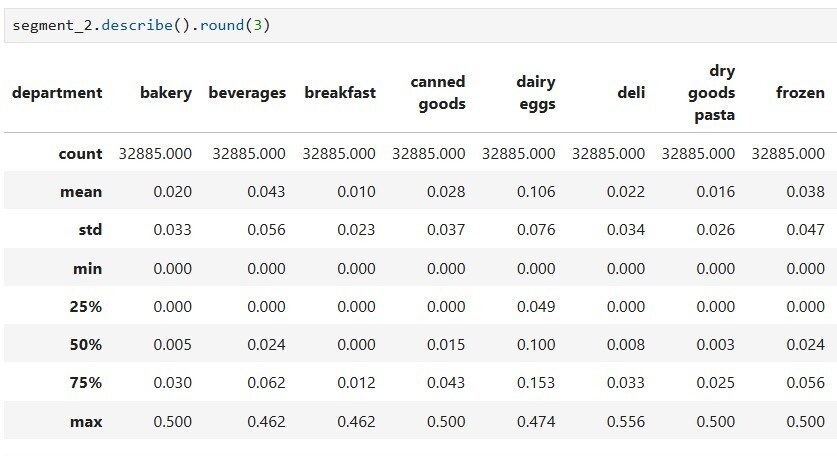 segment_2.describe().round(3)
department bakery beverages breakfast canned goods dairy eggs deli dry goods pasta frozen
count 32885.000 32885.000 32885.000 32885.000 32885.000 32885.000 32885.000 32885.000
mean 0.020 0.043 0.010 0.028 0.106 0.022 0.016 0.038
std 0.033 0.056 0.023 0.037 0.076 0.034 0.026 0.047
min 0.000 0.000 0.000 0.000 0.000 0.000 0.000 0.000
25% 0.000 0.000 0.000 0.000 0.049 0.000 0.000 0.000
50% 0.005 0.024 0.000 0.015 0.100 0.008 0.003 0.024
75% 0.030 0.062 0.012 0.043 0.153 0.033 0.025 0.056
max 0.500 0.462 0.462 0.500 0.474 0.556 0.500 0.500